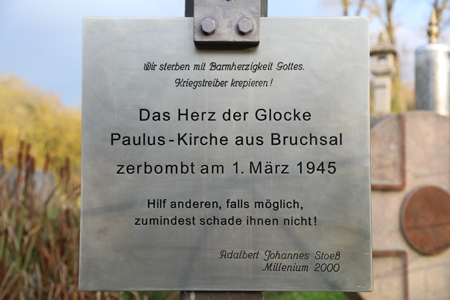 Wir sterben mit Barmherzigkeit Gottes.
Kriegstreiber krepieren!
Das Herz der Glocke
Paulus-Kirche aus Bruchsal
zerbombt am 1. März 1945
Hilf anderen, falls möglich,
zumindest schade ihnen nicht!
Adalbert Johannes Stoeß
Millenium 2000